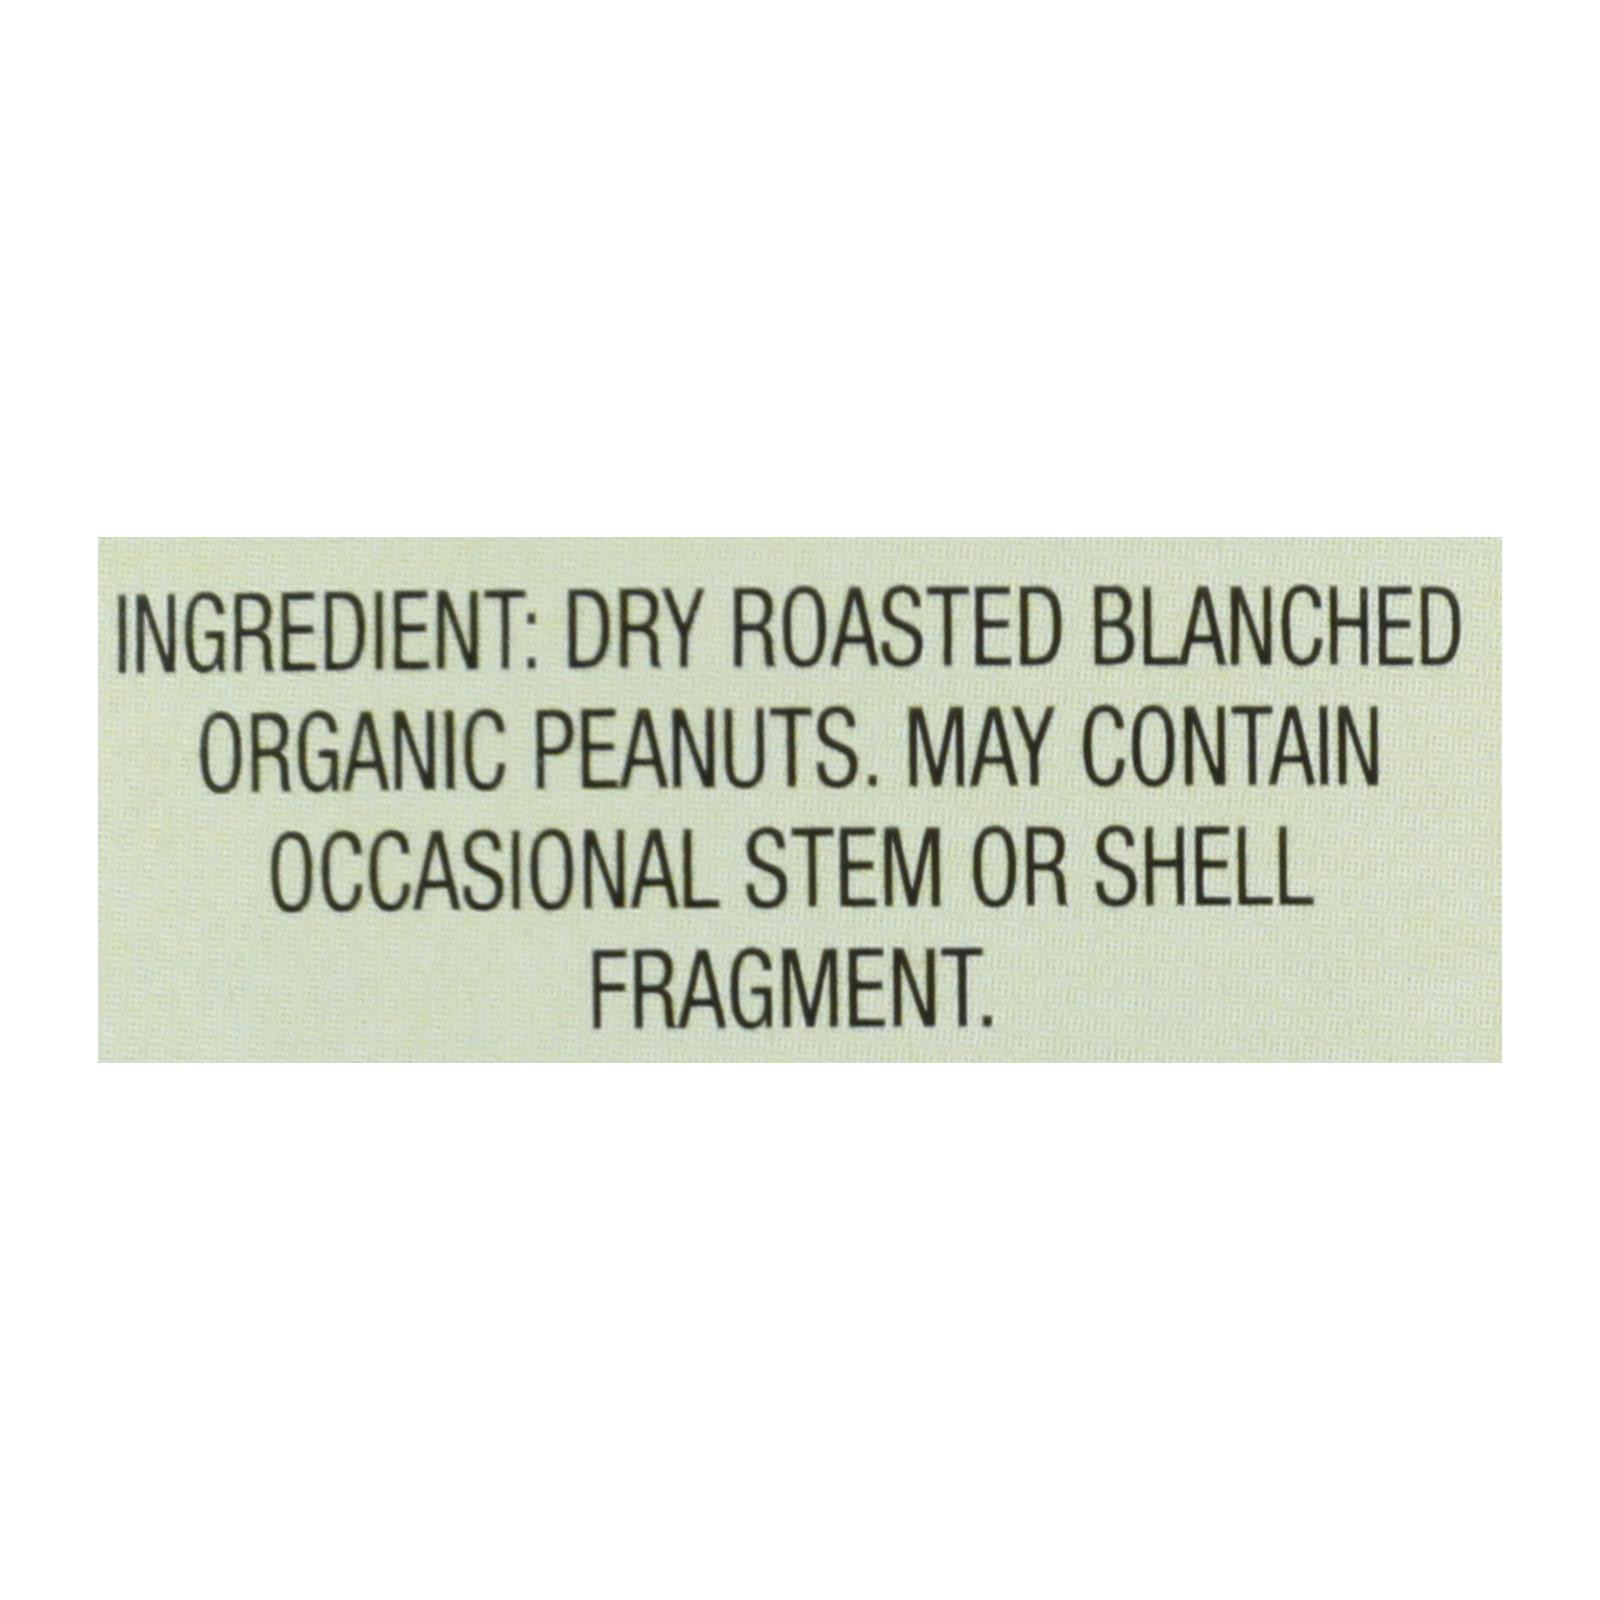 INGREDIENT: DRY ROASTED BLANCHED
ORGANIC PEANUTS. MAY CONTAIN
OCCASIONAL STEM OR SHELL
FRAGMENT.